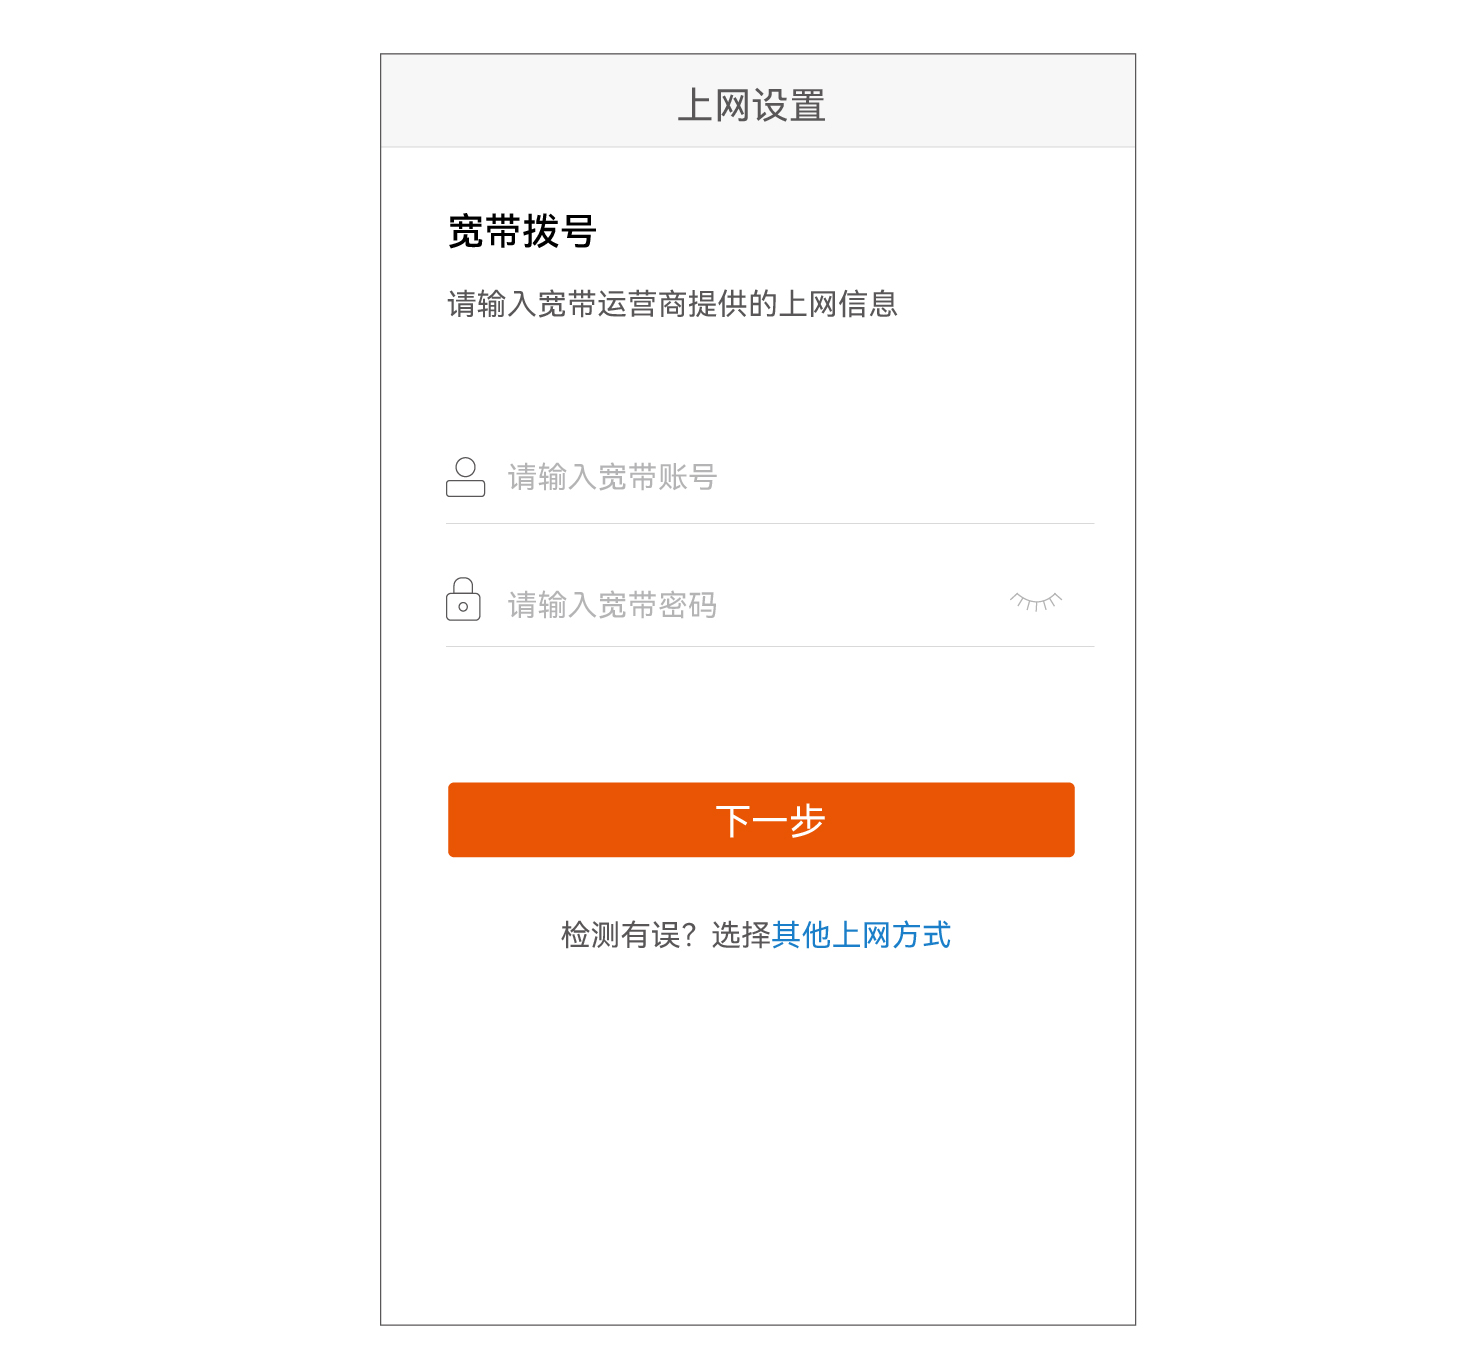 上网设置
宽带拨号
请输入宽带运营商提供的上网信息
请输入宽带账号
请输入宽带密码
下一步
检测有误？选择其他上网方式